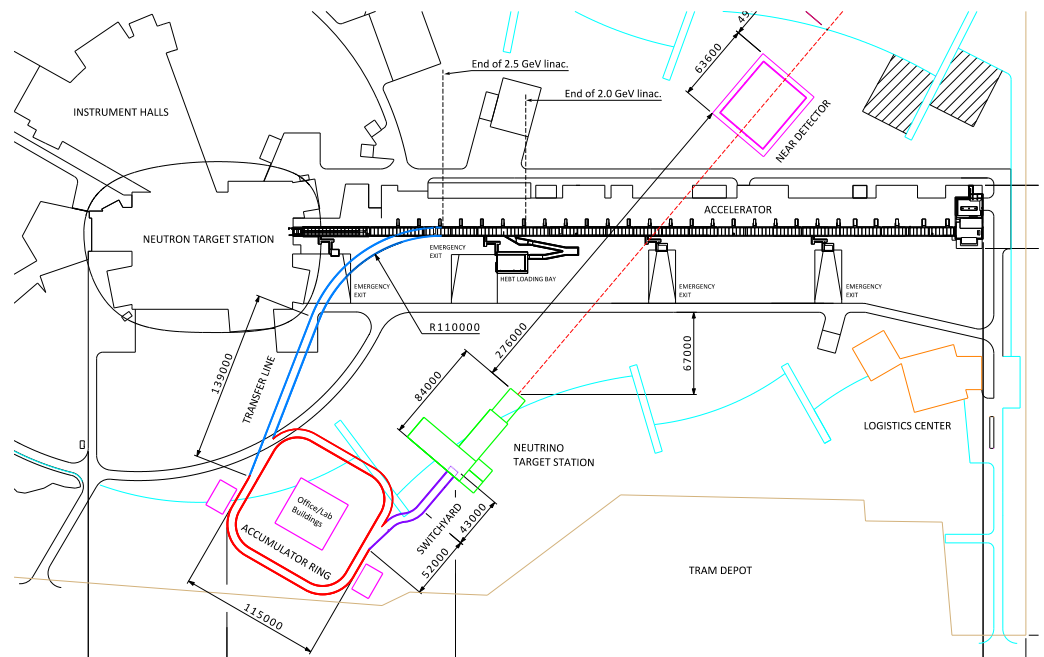 49
63600
End of 2.5 GeV linac.
End of 2.0 GeV linac.
INSTRUMENT HALLS
NEAR DETECTOR
ACCELERATOR
NEUTRON TARGET STATION
EMERGENCY
EXIT
HEBT LOADING BAY
EMERGENCY
EXIT
EMERGENCY
EXIT
EMERGENCY
EXIT
R110000
276000
67000
139000
TRANSFER LINE
84000
LOGISTICS CENTER
NEUTRINO
TARGET STATION
Office/Lab
Buildings
SWITCHYARD
43000
ACCUMULATOR RING
52000
TRAM DEPOT
115000